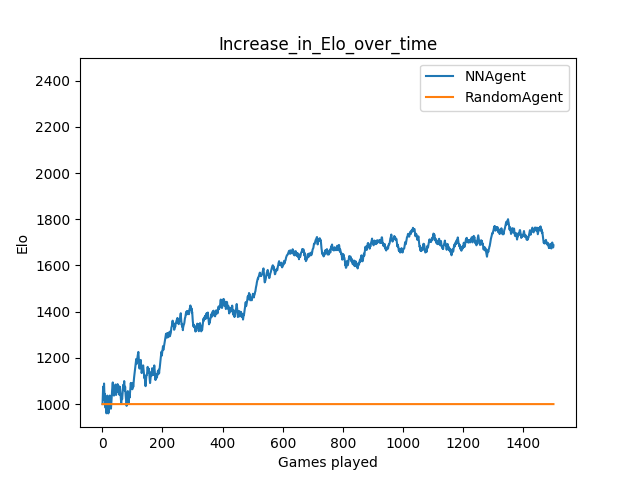 Increase_in_Elo_over_time
NNAgent
RandomAgent
2400
2200
2000
1800
1600
1400
1200
1000
Elo
0 200 400 600 800 1000 1200 1400
Games played